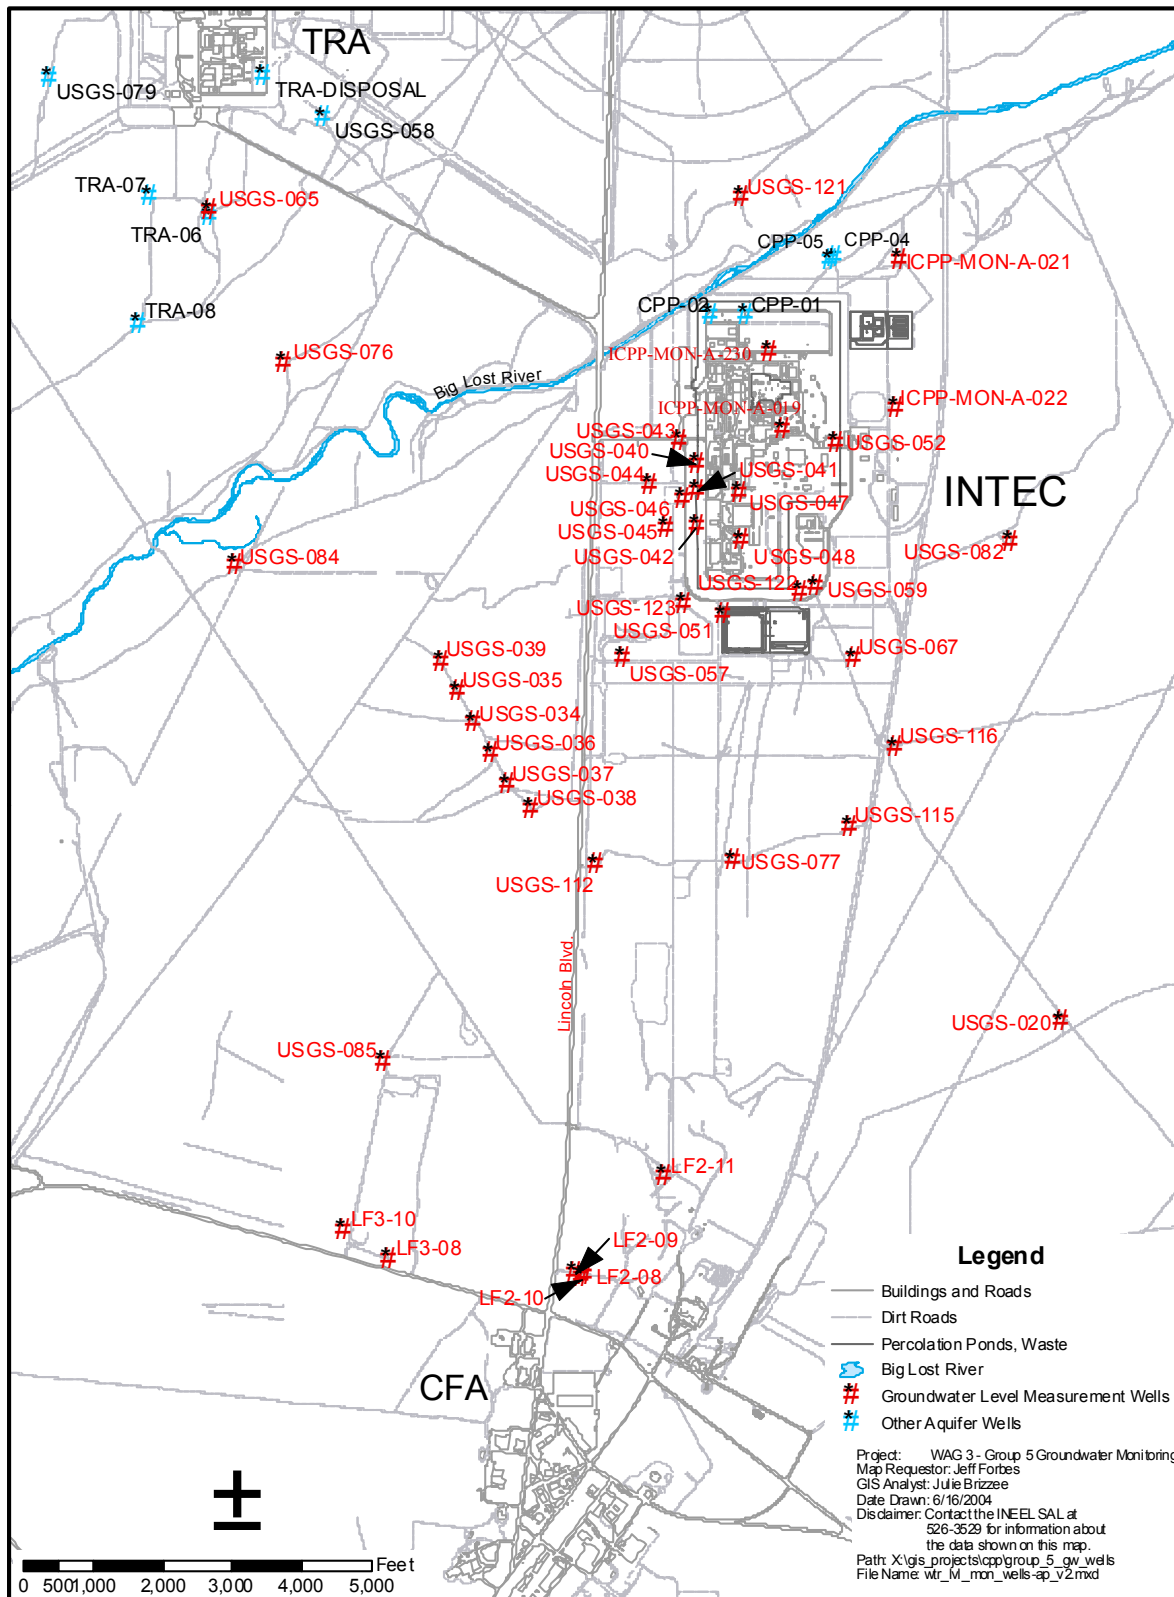 TRA
USGS-079
TRA-DISPOSAL
USGS-058
TRA-07
USGS-065
TRA-06
USGS-121
CPP-05
CPP-04
ICPP-MON-A-021
TRA-08
CPP-02
CPP-01
USGS-076
ICPP-MON-A-230
Big Lost River
ICPP-MON-A-019
ICPP-MON-A-022
USGS-043
USGS-052
USGS-040
USGS-041
USGS-044
INTEC
USGS-046
USGS-047
USGS-045
USGS-042
USGS-048
USGS-082
USGS-084
USGS-122
USGS-059
USGS-123
USGS-051
USGS-039
USGS-067
USGS-057
USGS-035
USGS-034
USGS-036
USGS-116
USGS-037
USGS-038
USGS-115
USGS-077
USGS-112
Lincoln Blvd.
USGS-020
USGS-085
LF2-11
LF3-10
LF3-08
LF2-09
LF2-08
LF2-10
CFA
Legend
Buildings and Roads
Dirt Roads
Percolation Ponds, Waste
Big Lost River
Groundwater Level Measurement Wells
Other Aquifer Wells
Project: WAG 3 - Group 5 Groundwater Monitoring
Map Requestor: Jeff Forbes
GIS Analyst: Julie Brizzee
Date Drawn: 6/16/2004
Disclaimer: Contact the INEEL SAL at
526-3529 for information about
the data shown on this map.
Path: X:\gis_projects\cpp\group_5_gw_wells
File Name: wtr_lvl_mon_wells-ap_v2.mxd
Feet
0 500 1,000 2,000 3,000 4,000 5,000